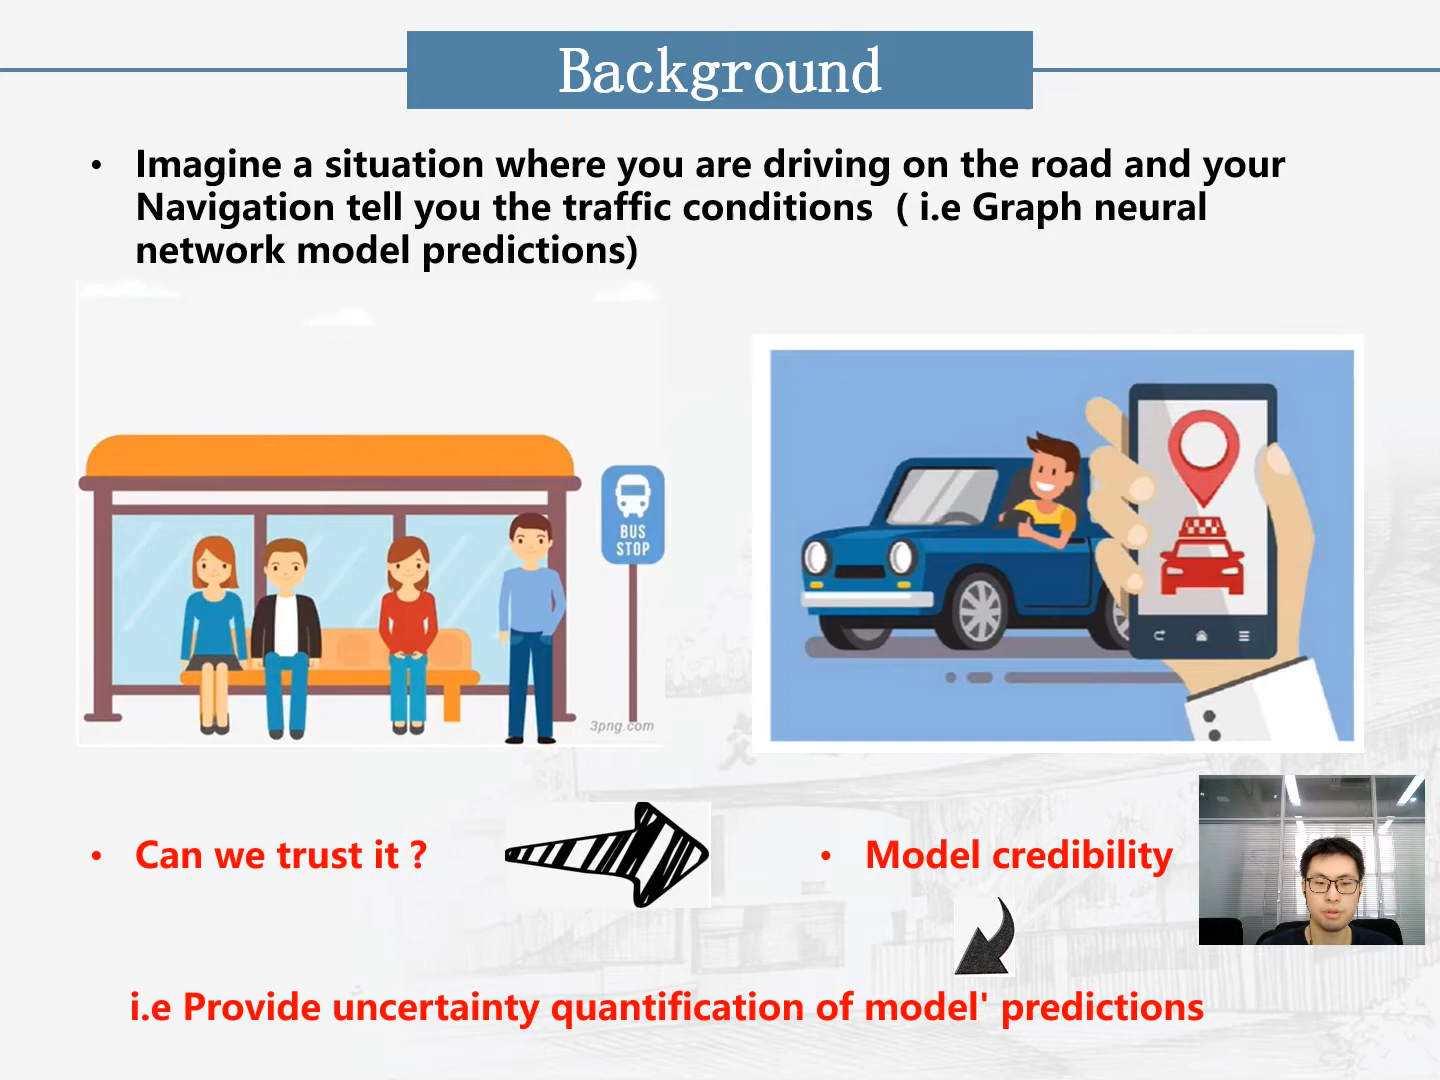 Background
• Imagine a situation where you are driving on the road and your
Navigation tell you the traffic conditions ( i.e Graph neural
network model predictions)
BUS
STOP
3png.com
• Can we trust it ?
• Model credibility
i.e Provide uncertainty quantification of model' predictions